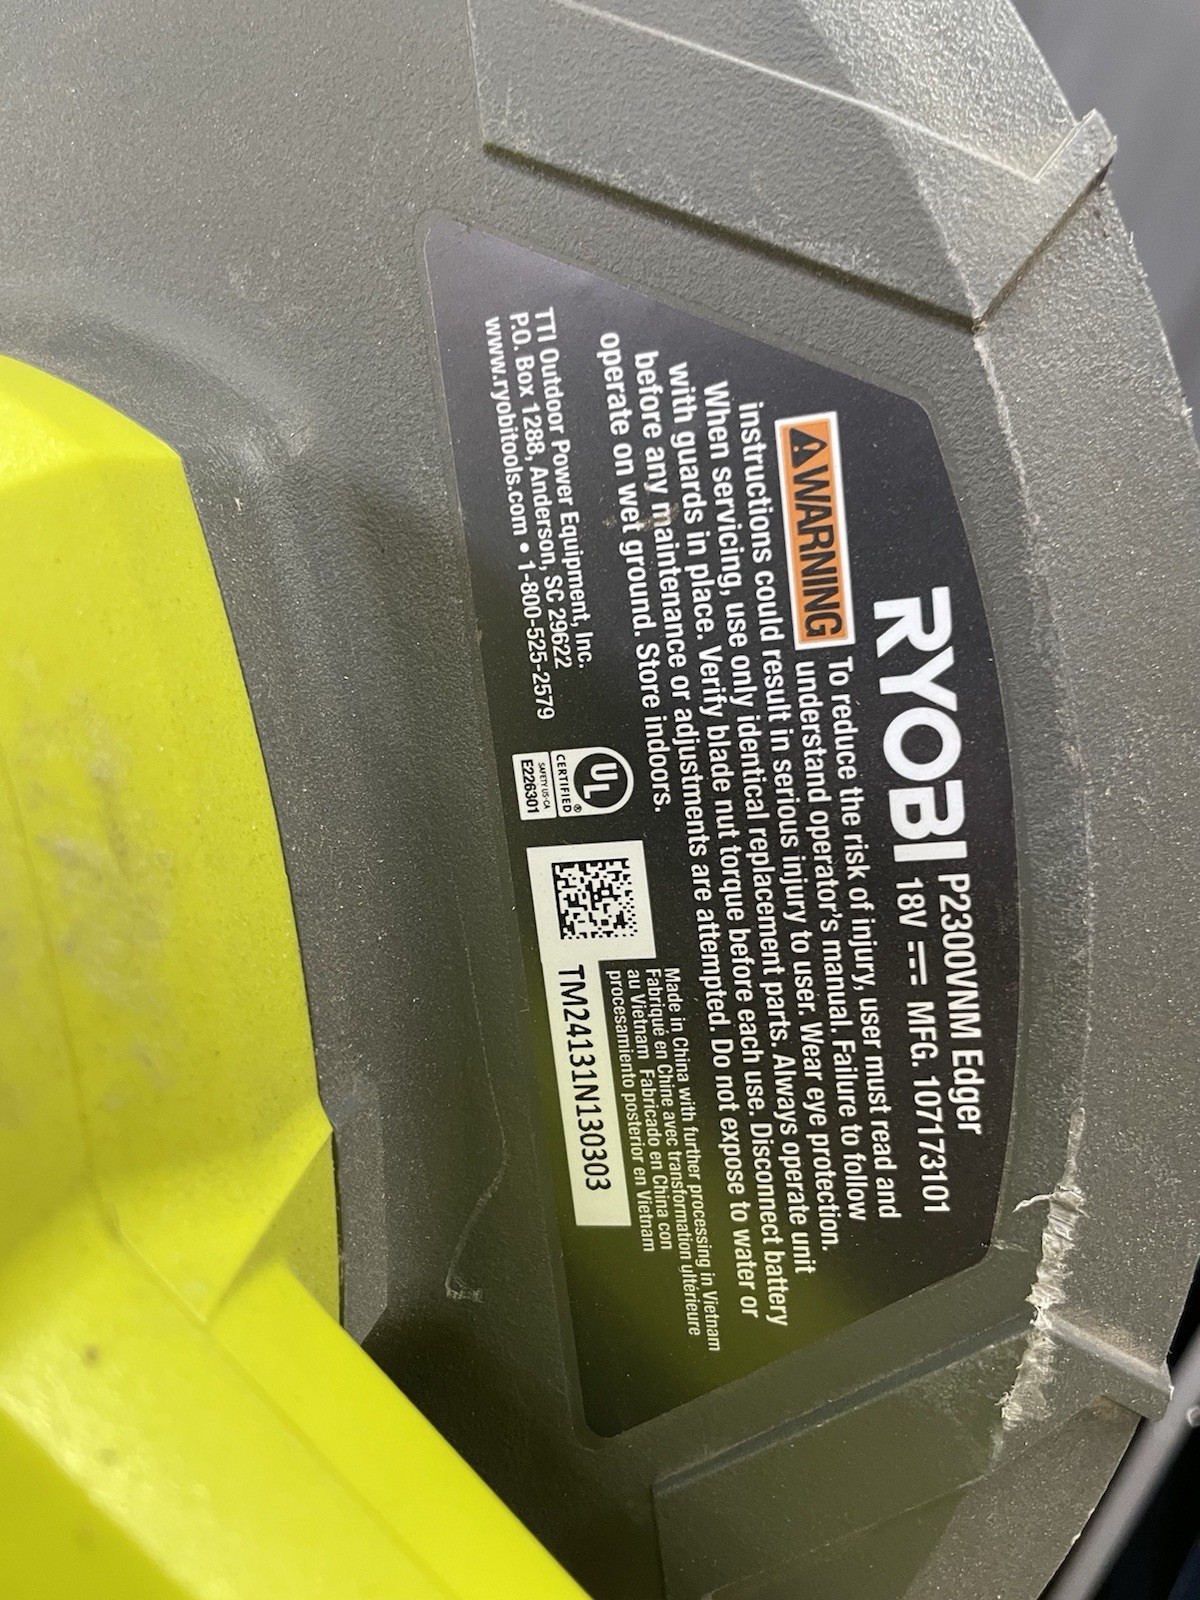 RYOBI P2300VNM Edger
18V ⎓ MFG. 107173101
⚠WARNING To reduce the risk of injury, user must read and
understand operator's manual. Failure to follow
instructions could result in serious injury to user. Wear eye protection.
When servicing, use only identical replacement parts. Always operate unit
with guards in place. Verify blade nut torque before each use. Disconnect battery
before any maintenance or adjustments are attempted. Do not expose to water or
operate on wet ground. Store indoors.
TTI Outdoor Power Equipment, Inc.
P.O. Box 1288, Anderson, SC 29622
www.ryobitools.com • 1-800-525-2579
UL
CERTIFIED®
SAFETY US-CA
E226301
Made in China with further processing in Vietnam
Fabriqué en Chine avec transformation ultérieure
au Vietnam Fabricado en China con
procesamiento posterior en Vietnam
TM24131N130303